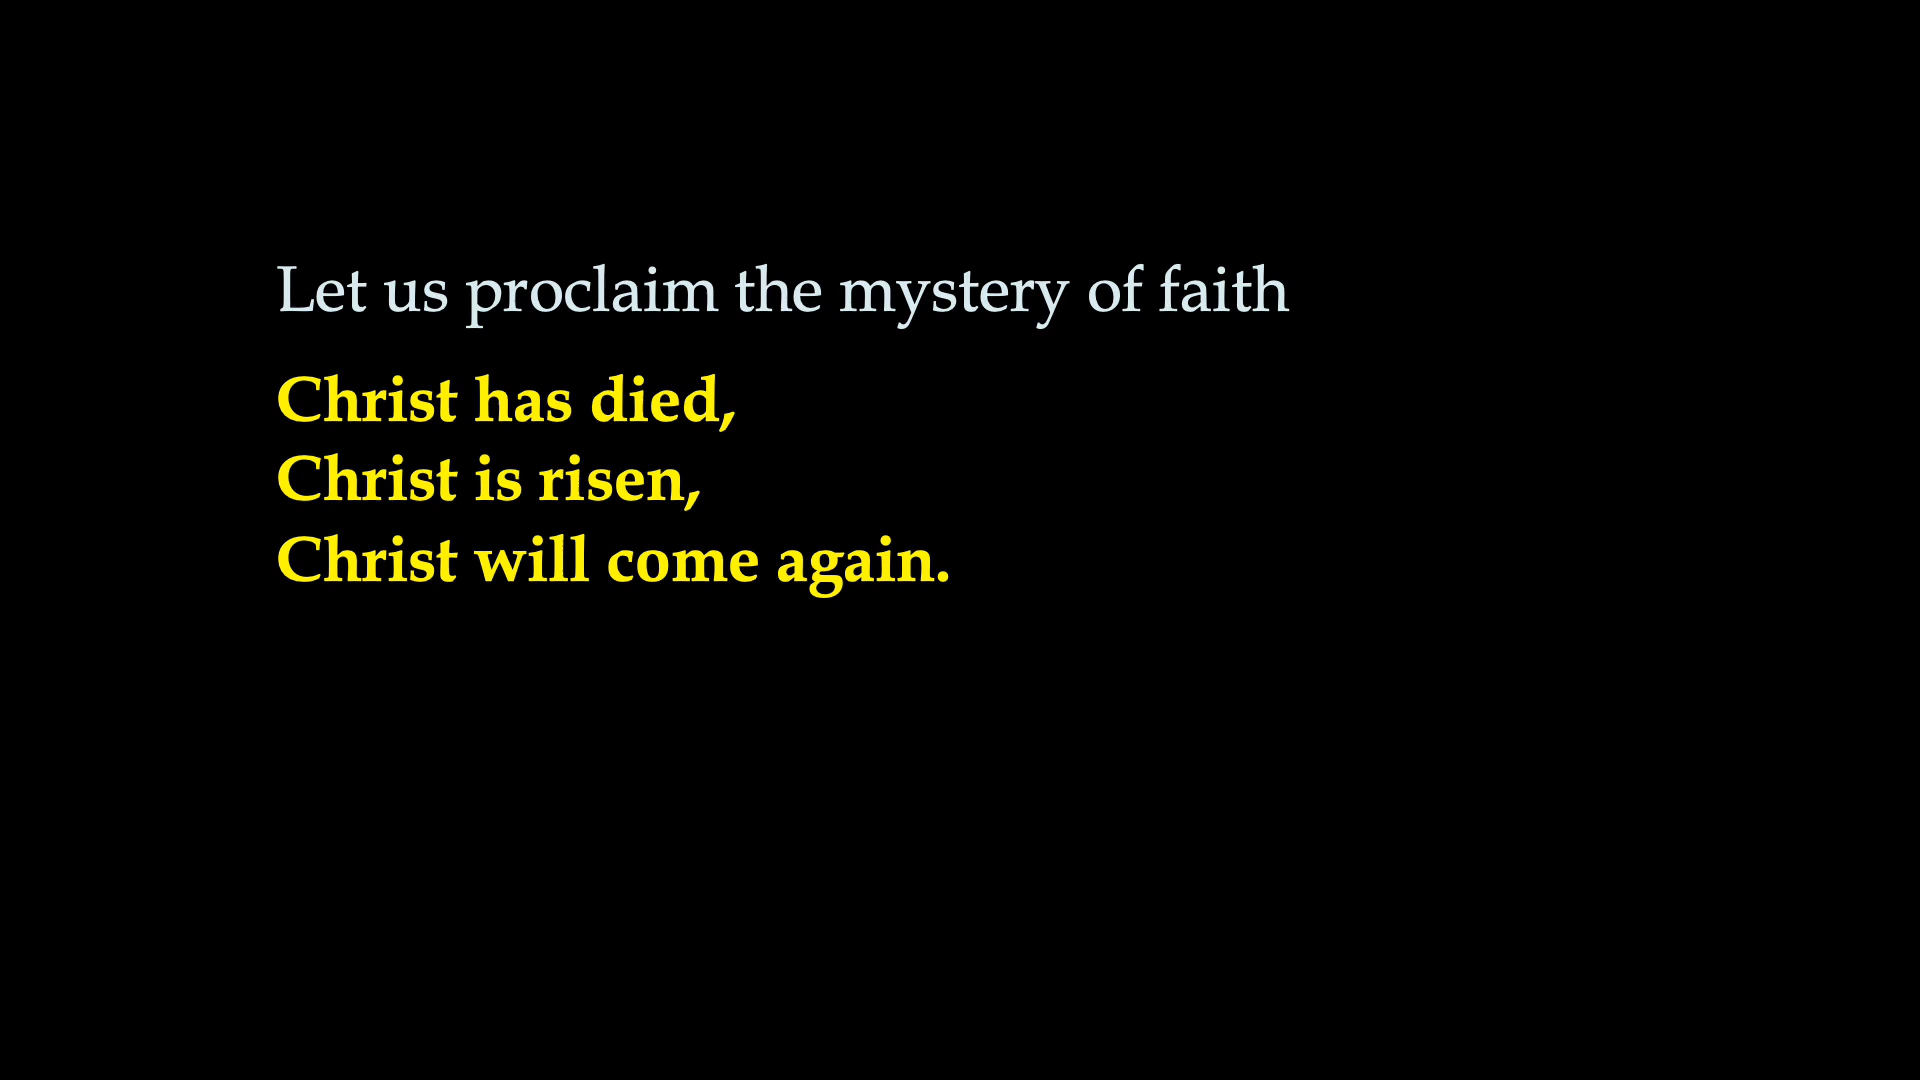 Let us proclaim the mystery of faith
Christ has died,
Christ is risen,
Christ will come again.